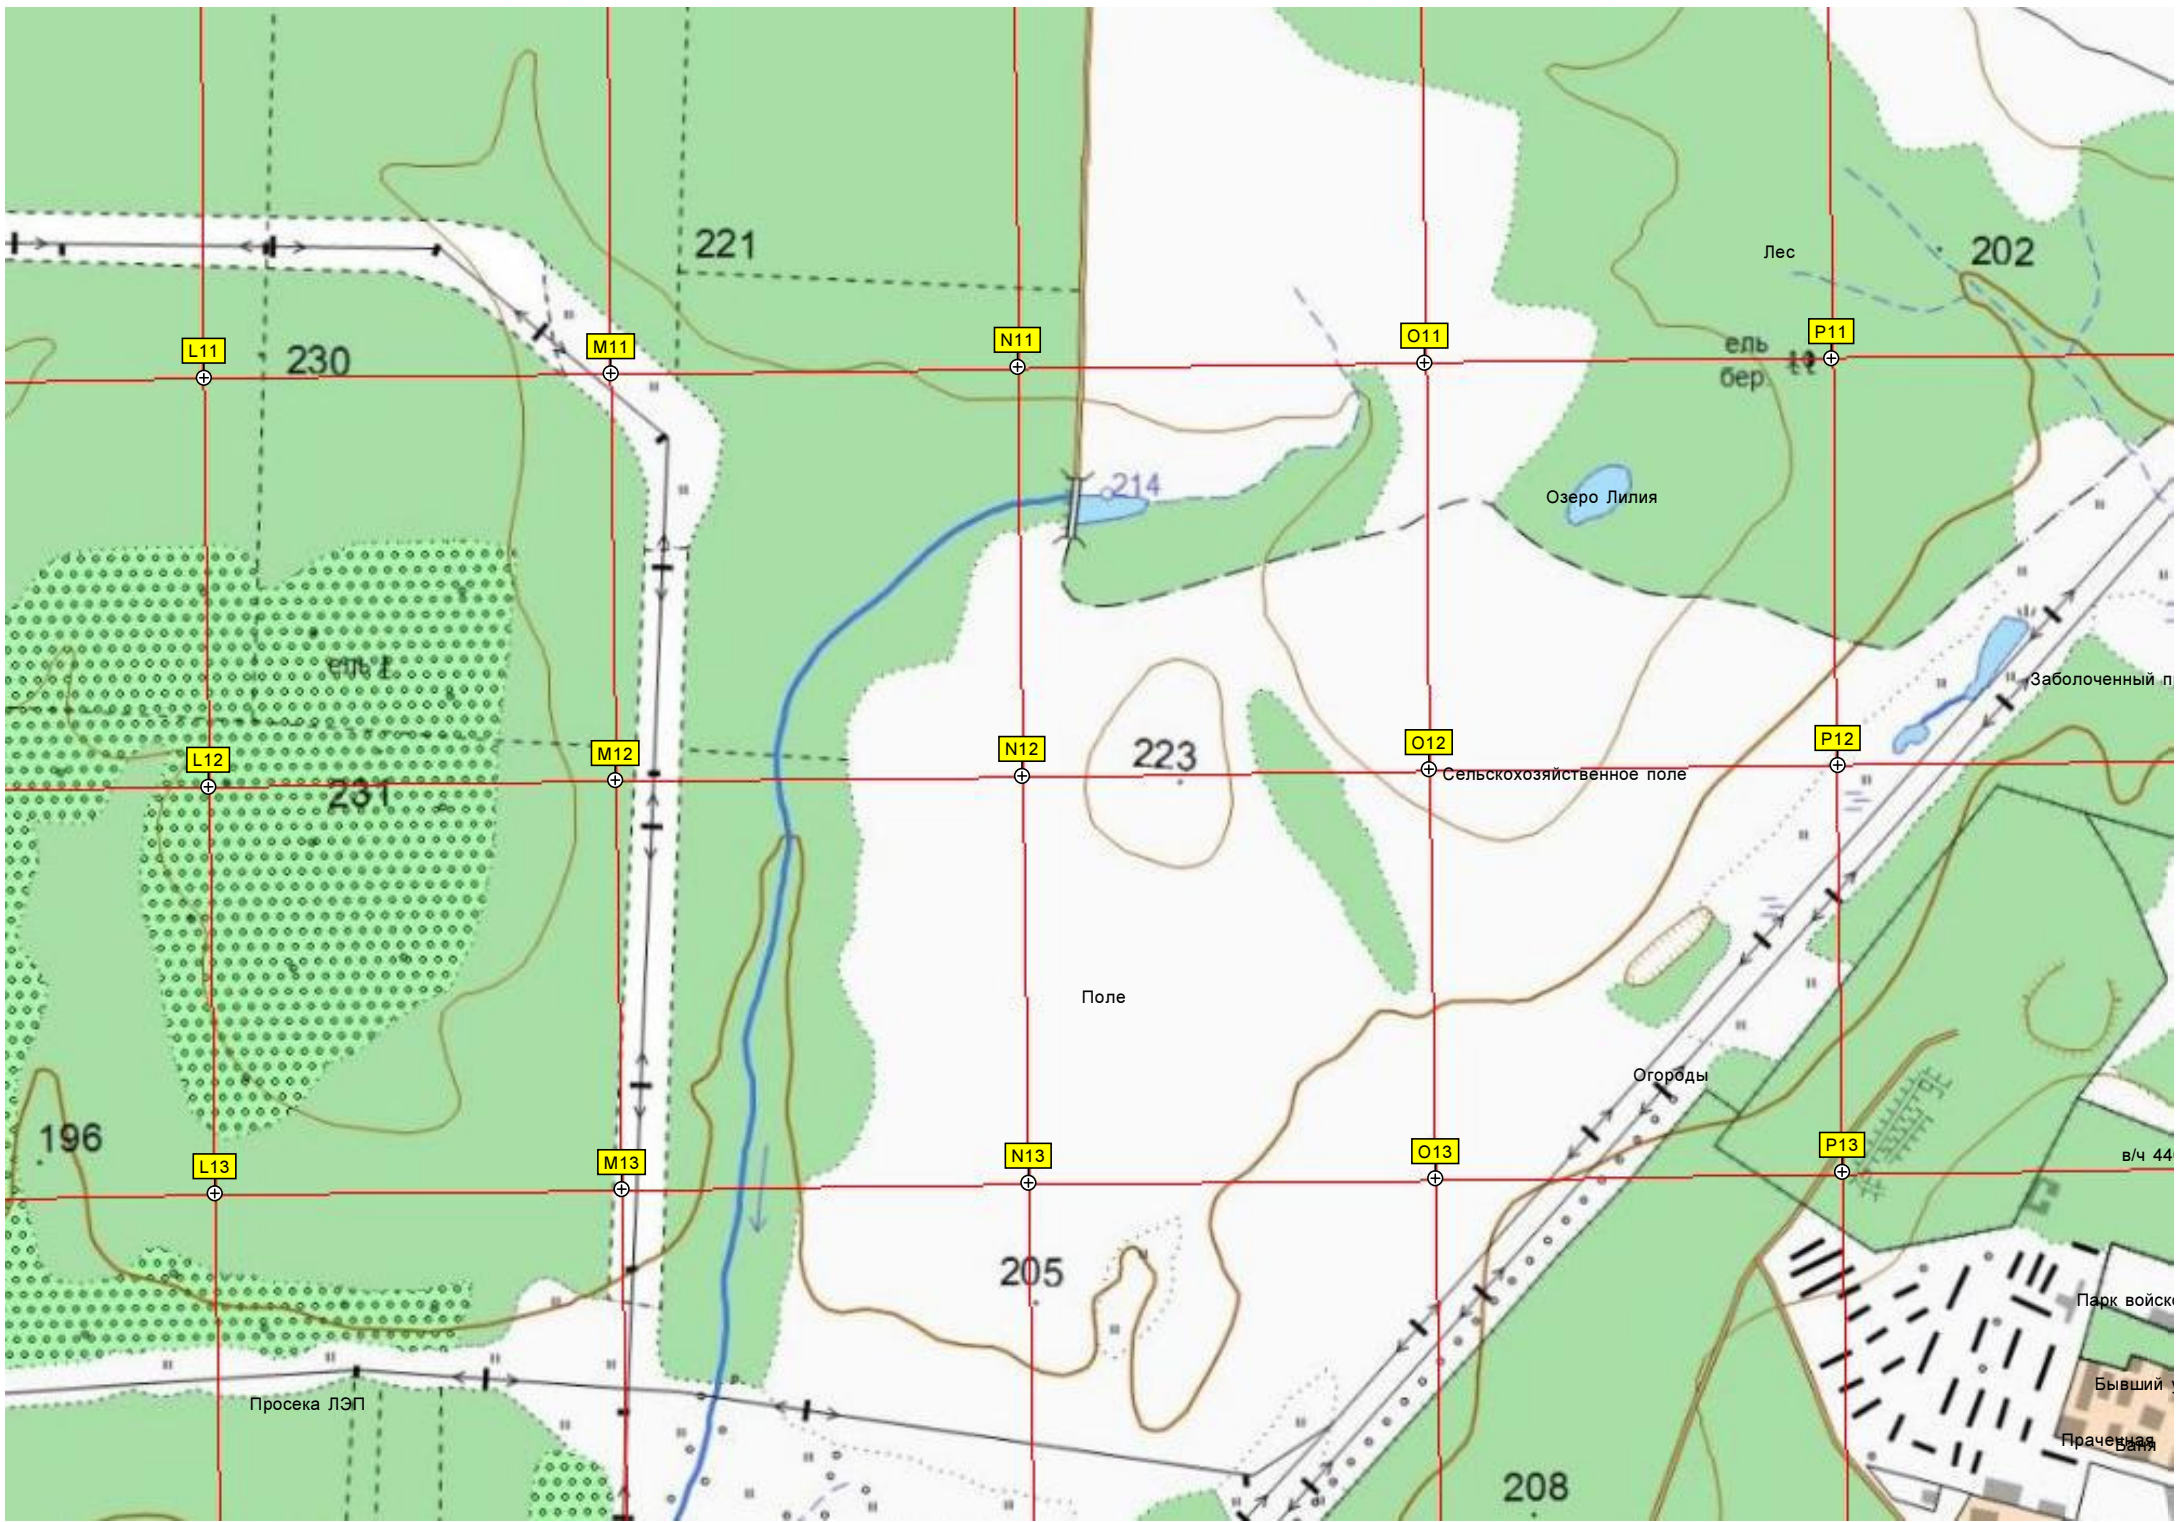 221
Лес
202
O11
P11
N11
M11
L11
230
ель
бер.
214
Озеро Лилия
ель
Заболоченный п
L12
M12
N12
O12
P12
223
Сельскохозяйственное поле
231
Поле
Огороды
196
L13
M13
N13
O13
P13
в/ч 44
205
Парк войск
Бывший
Просека ЛЭП
Прачечная
Баня
208